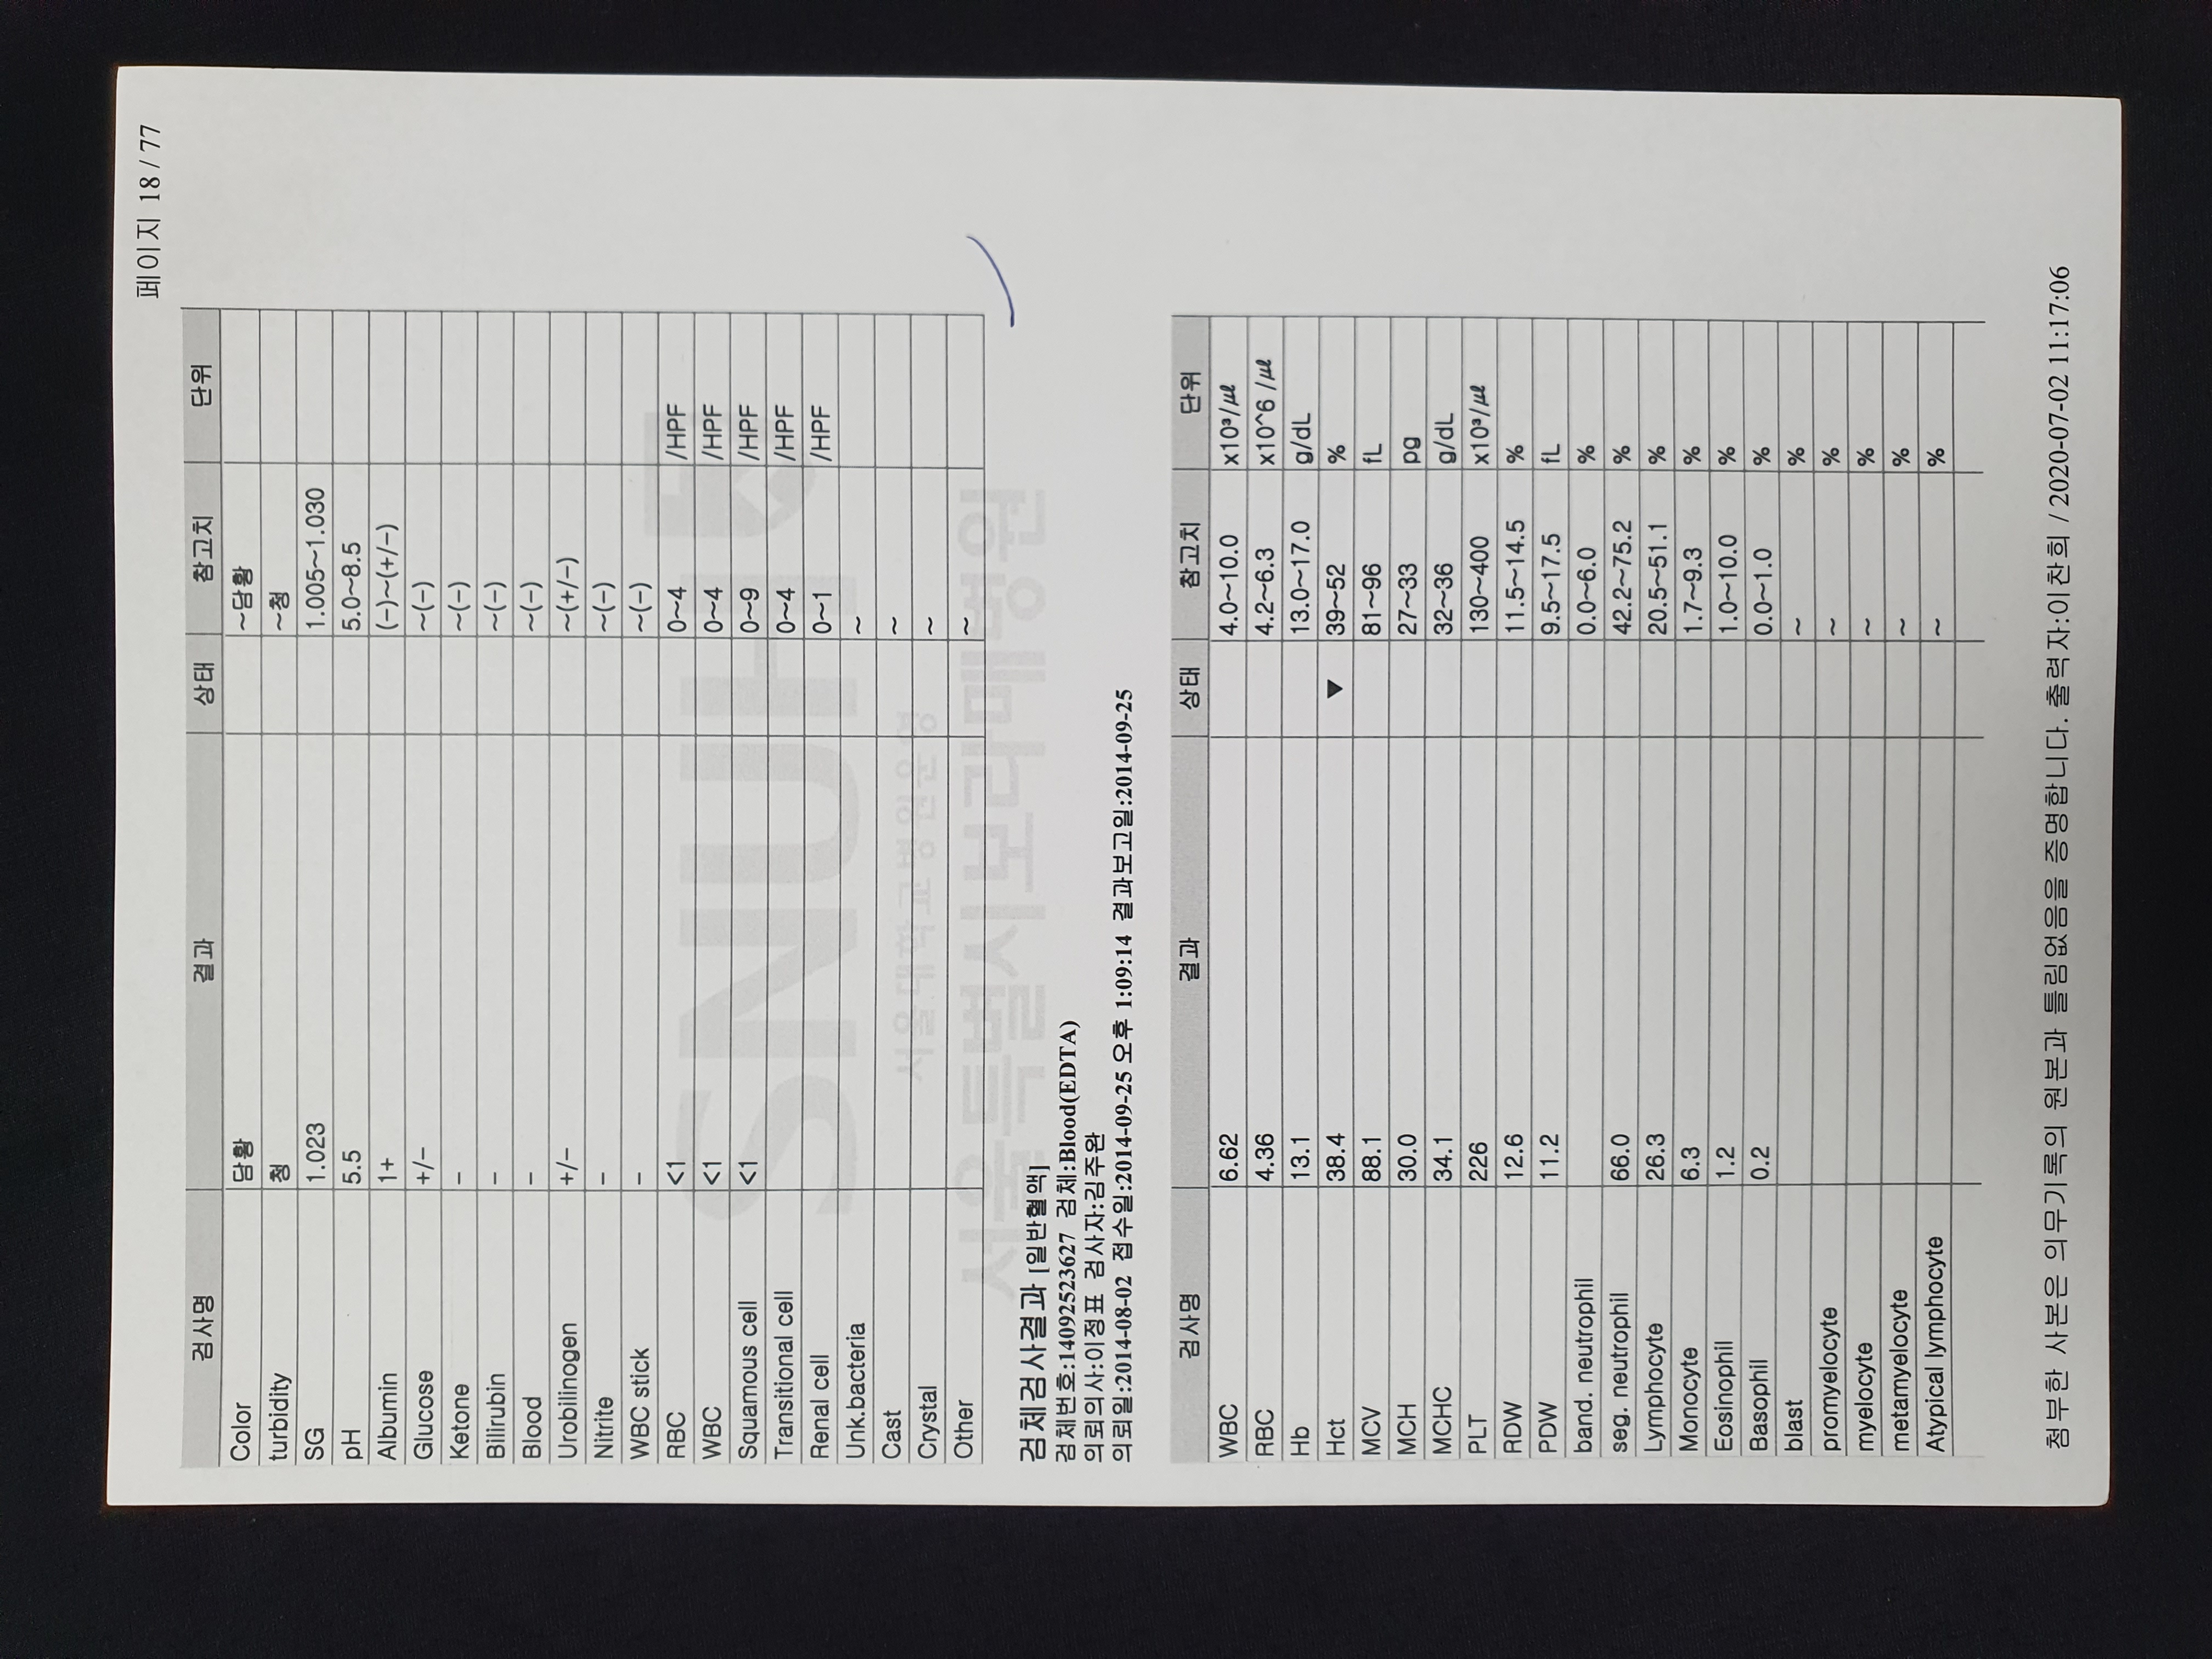 페이지 18 / 77
검사명 결과 상태 참고치 단위
Color 담황 ~담황
turbidity 청 ~청
SG 1.023 1.005~1.030
pH 5.5 5.0~8.5
Albumin 1+ (-)~(+/-)
Glucose +/- ~(-)
Ketone - ~(-)
Bilirubin - ~(-)
Blood - ~(-)
Urobilinogen +/- ~(+/-)
Nitrite - ~(-)
WBC stick - ~(-)
RBC <1 0~4 /HPF
WBC <1 0~4 /HPF
Squamous cell <1 0~9 /HPF
Transitional cell 0~4 /HPF
Renal cell 0~1 /HPF
Unk.bacteria ~
Cast ~
Crystal ~
Other ~
SNUH
서울대학교병원운영
서울특별시보라매병원
검체검사결과 [일반혈액]
검체번호:14092523627 검체:Blood(EDTA)
의뢰의사:이정표 검사자:김주완
의뢰일:2014-08-02 접수일:2014-09-25 오후 1:09:14 결과보고일:2014-09-25
검사명 결과 상태 참고치 단위
WBC 6.62 4.0~10.0 x10³/㎕
RBC 4.36 4.2~6.3 x10^6 /㎕
Hb 13.1 13.0~17.0 g/dL
Hct 38.4 ▼ 39~52 %
MCV 88.1 81~96 fL
MCH 30.0 27~33 pg
MCHC 34.1 32~36 g/dL
PLT 226 130~400 x10³/㎕
RDW 12.6 11.5~14.5 %
PDW 11.2 9.5~17.5 fL
band. neutrophil 0.0~6.0 %
seg. neutrophil 66.0 42.2~75.2 %
Lymphocyte 26.3 20.5~51.1 %
Monocyte 6.3 1.7~9.3 %
Eosinophil 1.2 1.0~10.0 %
Basophil 0.2 0.0~1.0 %
blast ~ %
promyelocyte ~ %
myelocyte ~ %
metamyelocyte ~ %
Atypical lymphocyte ~ %
첨부한 사본은 의무기록의 원본과 틀림없음을 증명합니다. 출력자:이찬희 / 2020-07-02 11:17:06